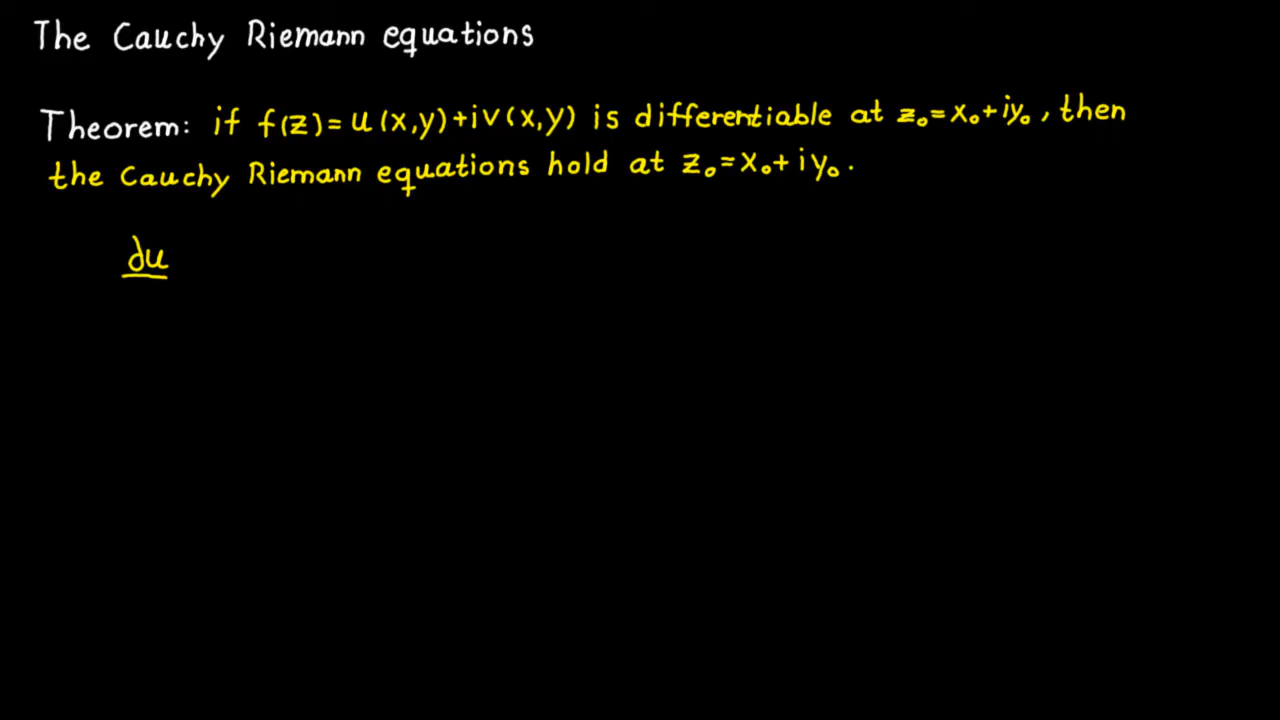 The Cauchy Riemann equations
Theorem: if f(z)=u(x,y)+iv(x,y) is differentiable at z₀=x₀+iy₀, then
the Cauchy Riemann equations hold at z₀=x₀+iy₀.
∂u